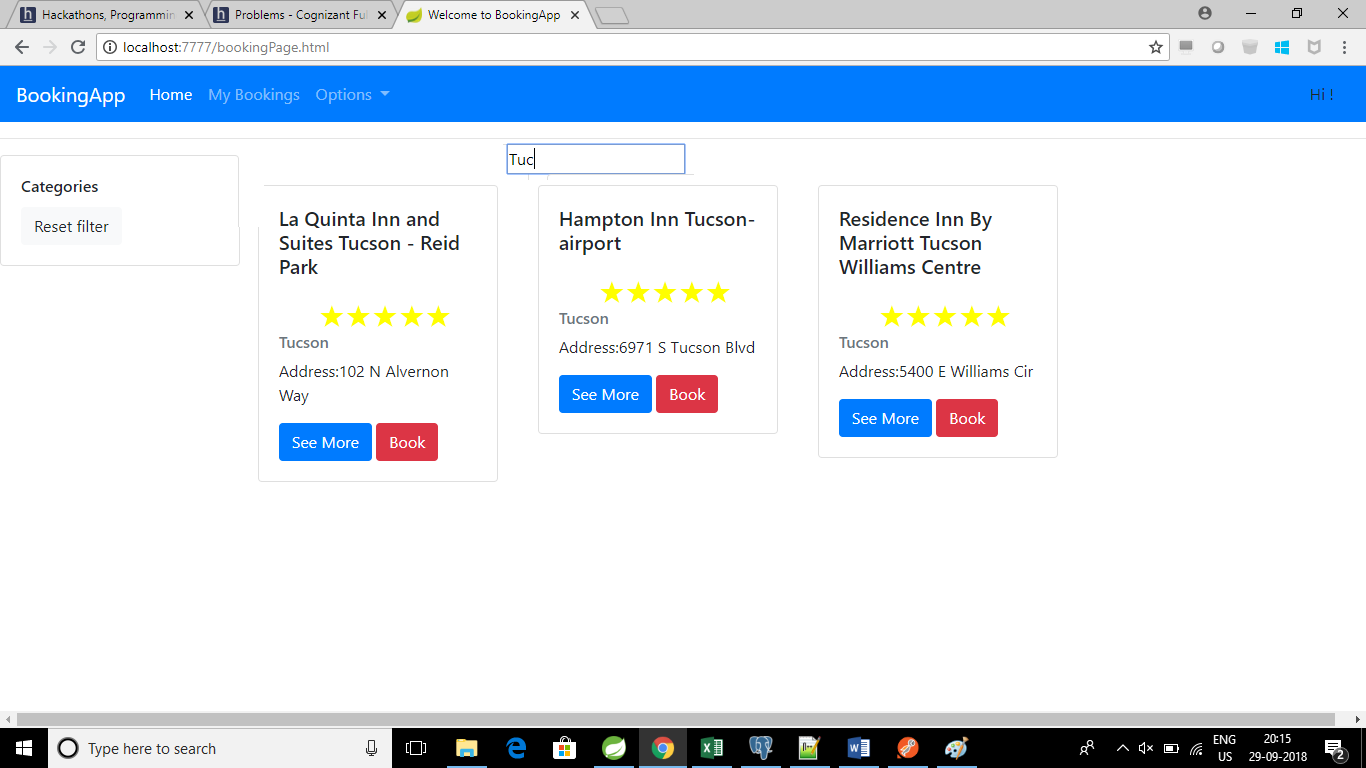 Hackathons, Programmin
Problems - Cognizant Ful
Welcome to BookingApp
localhost:7777/bookingPage.html
BookingApp Home My Bookings Options Hi !
Tuc
Categories
Reset filter
La Quinta Inn and
Suites Tucson - Reid
Park
Tucson
Address:102 N Alvernon
Way
See More Book
Hampton Inn Tucson-
airport
Tucson
Address:6971 S Tucson Blvd
See More Book
Residence Inn By
Marriott Tucson
Williams Centre
Tucson
Address:5400 E Williams Cir
See More Book
Type here to search
ENG
US
20:15
29-09-2018
2